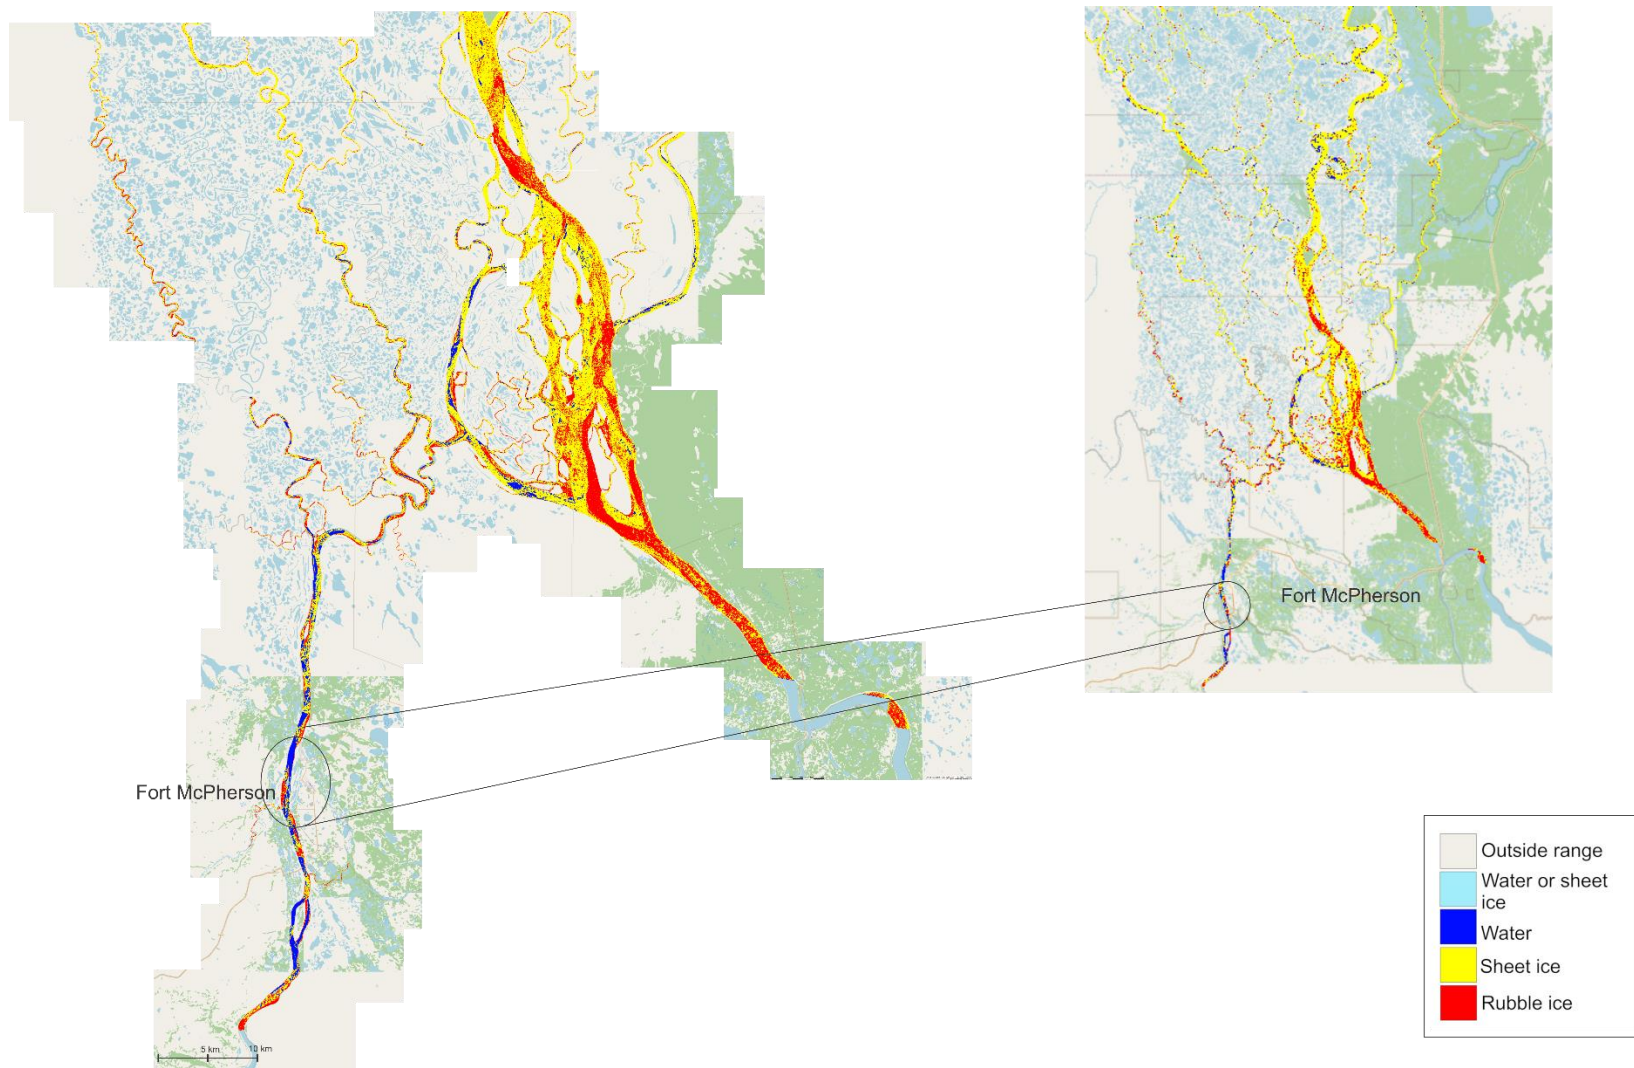 Fort McPherson
Fort McPherson
Outside range
Water or sheet
ice
Water
Sheet ice
Rubble ice
5 km
10 km